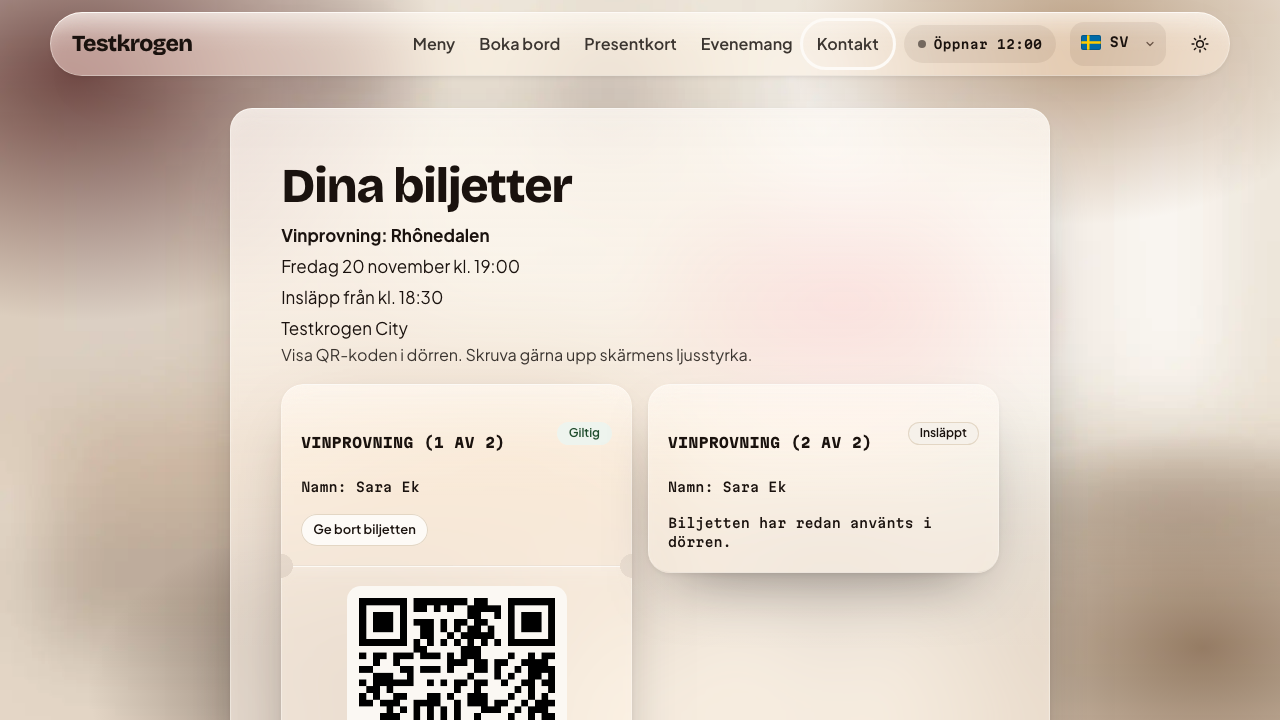 Testkrogen
Meny
Boka bord
Presentkort
Evenemang
Kontakt
Öppnar 12:00
SV
Dina biljetter
Vinprovning: Rhônedalen
Fredag 20 november kl. 19:00
Insläpp från kl. 18:30
Testkrogen City
Visa QR-koden i dörren. Skruva gärna upp skärmens ljusstyrka.
VINPROVNING (1 AV 2)
Giltig
Namn: Sara Ek
Ge bort biljetten
VINPROVNING (2 AV 2)
Insläppt
Namn: Sara Ek
Biljetten har redan använts i
dörren.